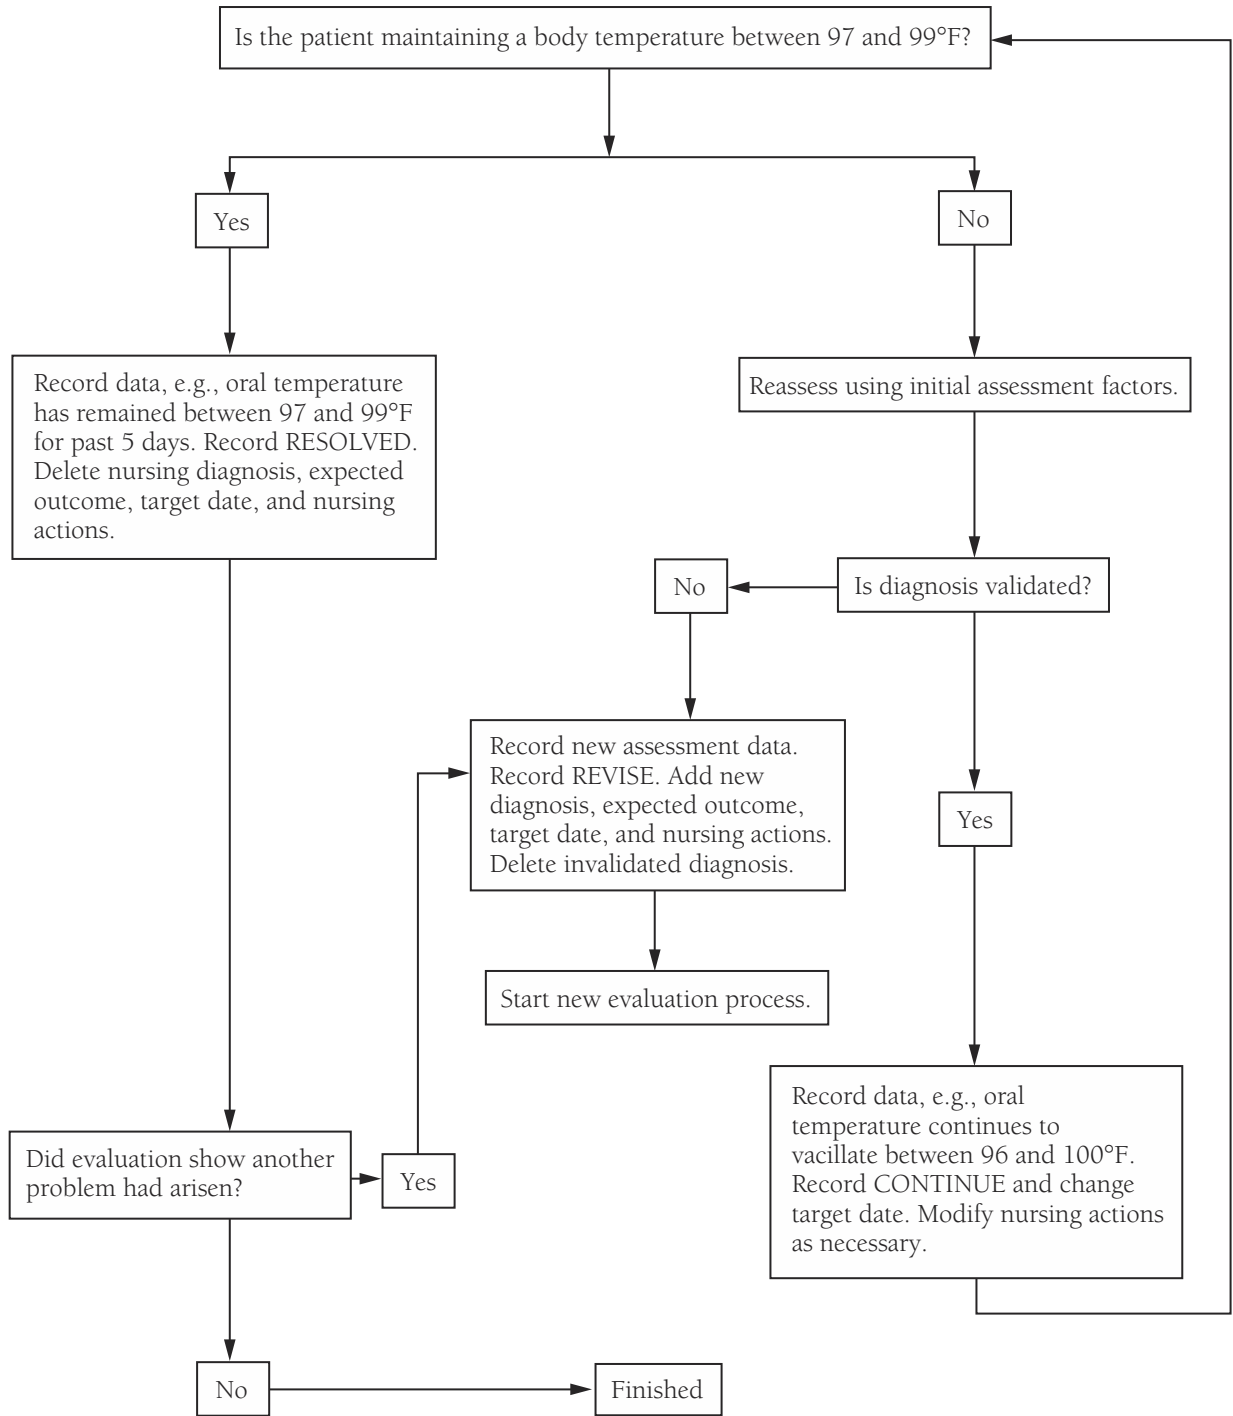 Is the patient maintaining a body temperature between 97 and 99°F?
Yes
No
Record data, e.g., oral temperature
has remained between 97 and 99°F
for past 5 days. Record RESOLVED.
Delete nursing diagnosis, expected
outcome, target date, and nursing
actions.
Reassess using initial assessment factors.
No
Is diagnosis validated?
Record new assessment data.
Record REVISE. Add new
diagnosis, expected outcome,
target date, and nursing actions.
Delete invalidated diagnosis.
Yes
Start new evaluation process.
Record data, e.g., oral
temperature continues to
vacillate between 96 and 100°F.
Record CONTINUE and change
target date. Modify nursing actions
as necessary.
Did evaluation show another
problem had arisen?
Yes
No
Finished